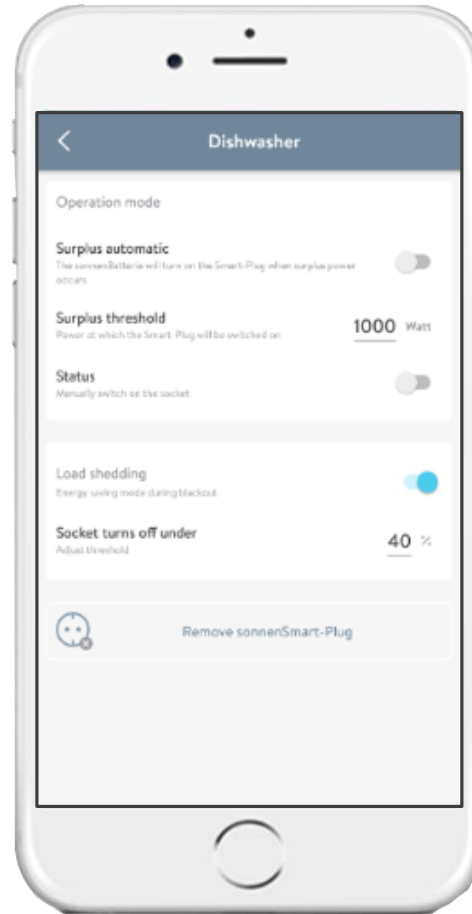 Dishwasher
Operation mode
Surplus automatic
The sonnenBatterie will turn on the Smart-Plug when surplus power
occurs
Surplus threshold
1000 Watt
Power at which the Smart-Plug will be switched on
Status
Manually switch on the socket
Load shedding
Energy saving mode during blackout
Socket turns off under
40 %
Adjust threshold
Remove sonnenSmart-Plug